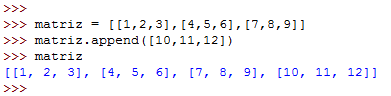 >>>
>>> matriz = [[1,2,3],[4,5,6],[7,8,9]]
>>> matriz.append([10,11,12])
>>> matriz
[[1, 2, 3], [4, 5, 6], [7, 8, 9], [10, 11, 12]]
>>>